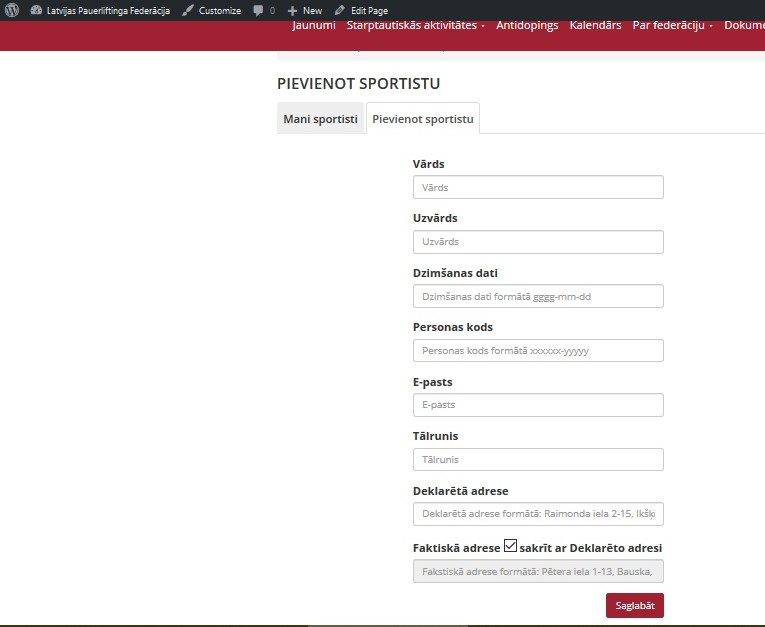 Latvijas Pauerliftinga Federācija Customize 0 New Edit Page
Jaunumi Starptautiskās aktivitātes Antidopings Kalendārs Par federāciju Dokume
PIEVIENOT SPORTISTU
Mani sportisti Pievienot sportistu
Vārds
Vārds
Uzvārds
Uzvārds
Dzimšanas dati
Dzimšanas dati formātā gggg-mm-dd
Personas kods
Personas kods formātā xxxxxx-yyyyy
E-pasts
E-pasts
Tālrunis
Tālrunis
Deklarētā adrese
Deklarētā adrese formātā: Raimonda iela 2-15, Ikšķi
Faktiskā adrese sakrīt ar Deklarēto adresi
Fakstiskā adrese formātā: Pētera iela 1-13, Bauska,
Saglabāt